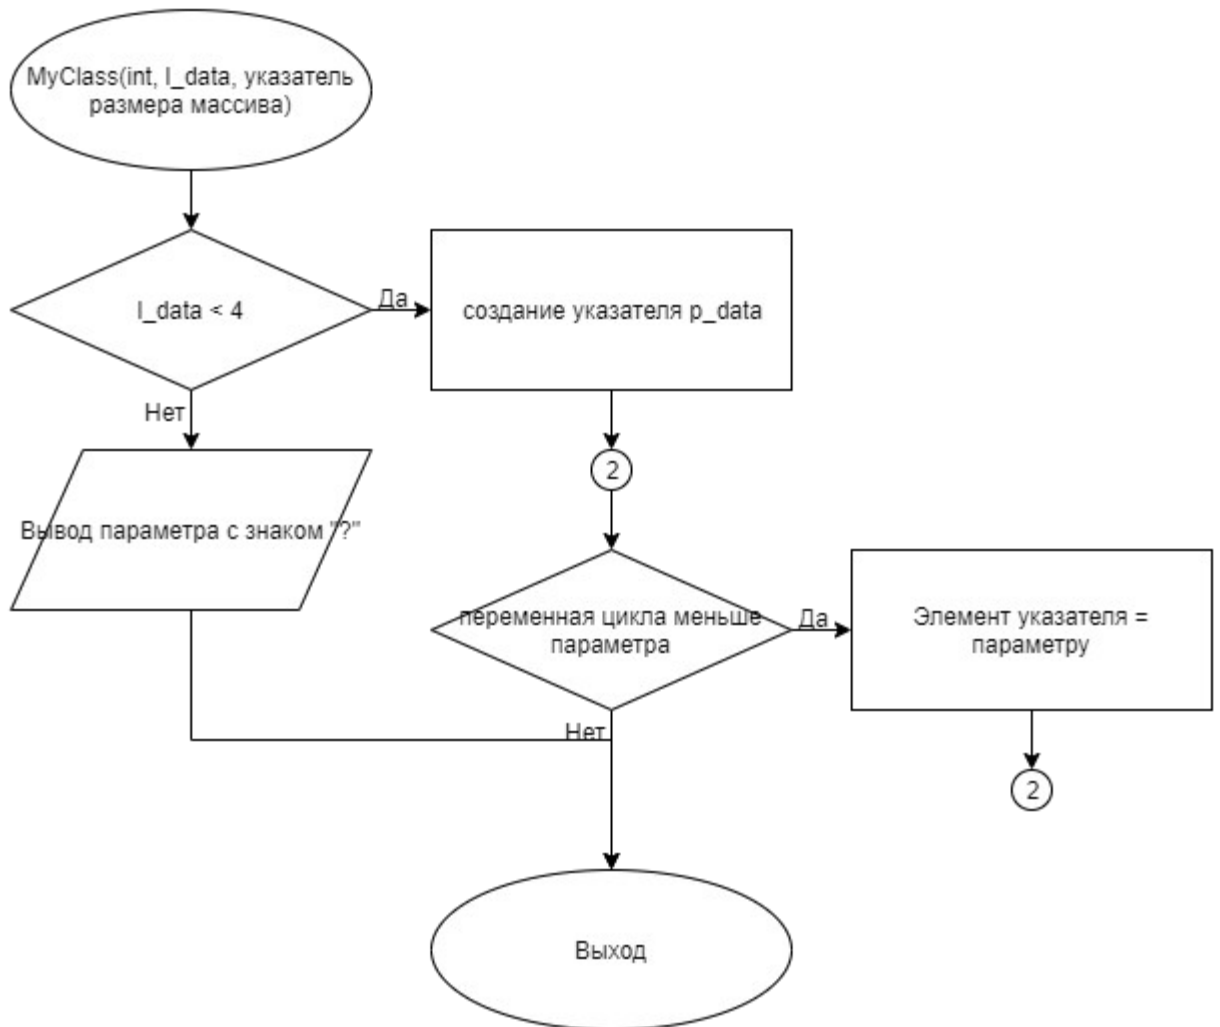 MyClass(int, I_data, указатель
размера массива)
I_data < 4
Да
создание указателя p_data
Нет
2
Вывод параметра с знаком "?"
переменная цикла меньше
параметра
Да
Элемент указателя =
параметру
Нет
2
Выход